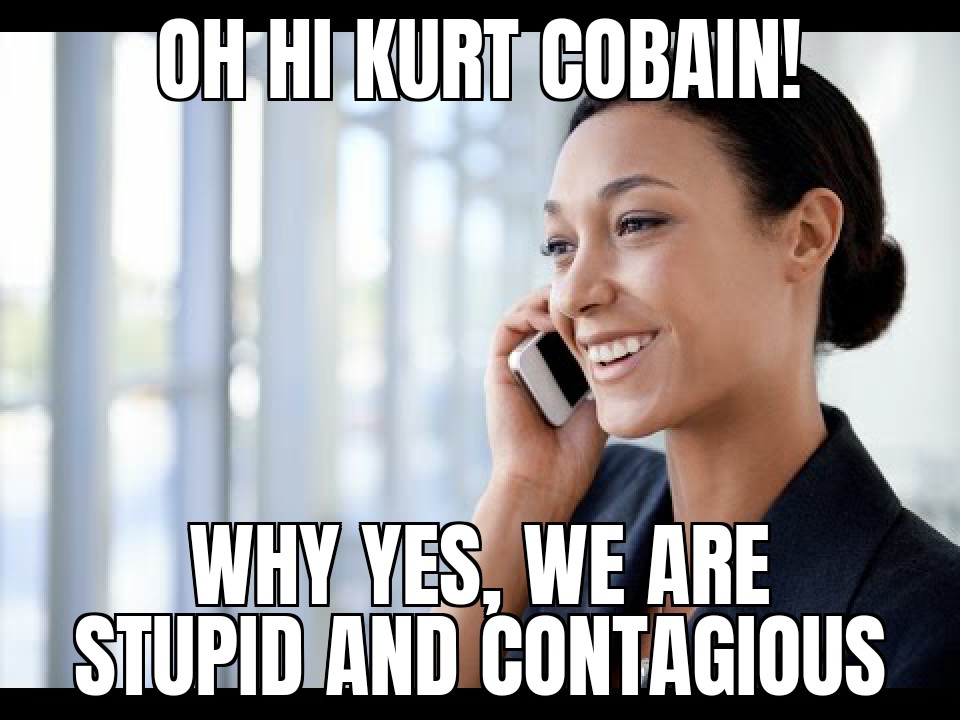 OH HI KURT COBAIN!
WHY YES, WE ARE
STUPID AND CONTAGIOUS